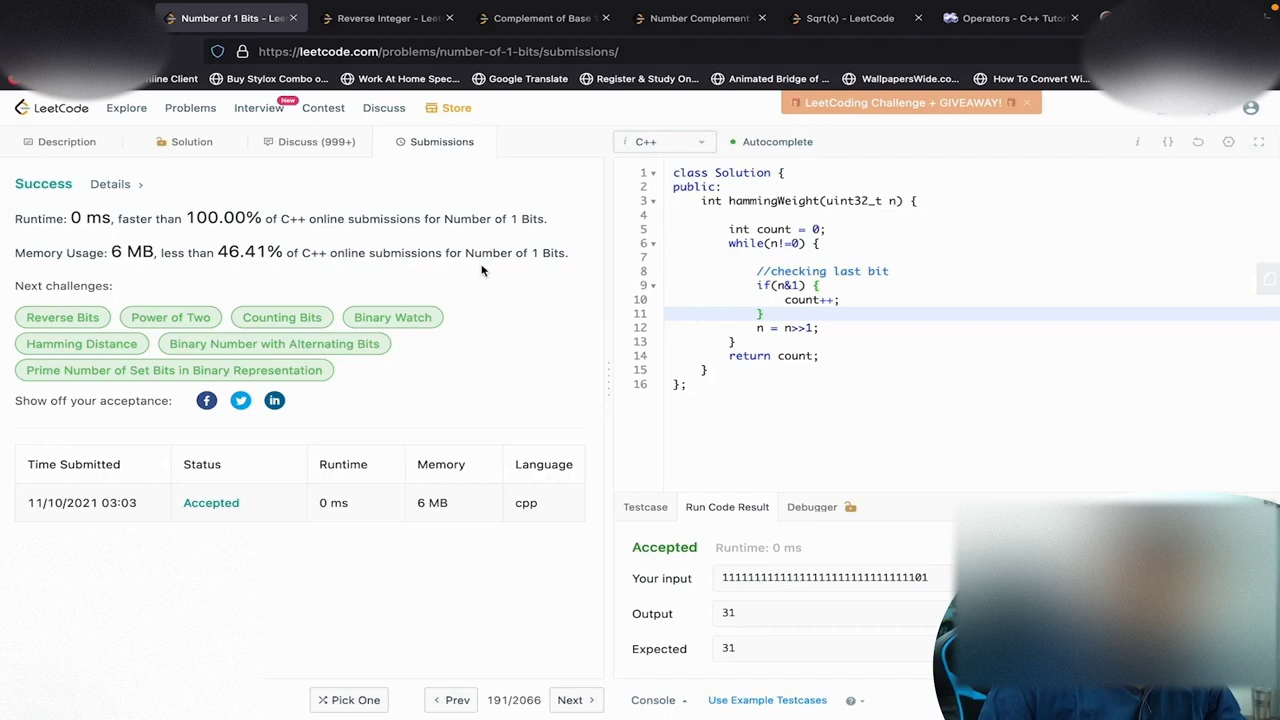 Number of 1 Bits - Lee
Reverse Integer - Leet
Complement of Base
Number Complement
Sqrt(x) - LeetCode
Operators - C++ Tutor
https://leetcode.com/problems/number-of-1-bits/submissions/
nline Client
Buy Stylox Combo o...
Work At Home Spec...
Google Translate
Register & Study On...
Animated Bridge of ...
WallpapersWide.co...
How To Convert Wi...
LeetCode
Explore
Problems
Interview
New
Contest
Discuss
Store
LeetCoding Challenge + GIVEAWAY!
Description
Solution
Discuss (999+)
Submissions
i C++
Autocomplete
Success Details >
Runtime: 0 ms, faster than 100.00% of C++ online submissions for Number of 1 Bits.
Memory Usage: 6 MB, less than 46.41% of C++ online submissions for Number of 1 Bits.
Next challenges:
Reverse Bits
Power of Two
Counting Bits
Binary Watch
Hamming Distance
Binary Number with Alternating Bits
Prime Number of Set Bits in Binary Representation
Show off your acceptance:
Time Submitted Status Runtime Memory Language
11/10/2021 03:03 Accepted 0 ms 6 MB cpp
Pick One
< Prev
191/2066
Next >
1 class Solution {
2 public:
3 int hammingWeight(uint32_t n) {
4
5 int count = 0;
6 while(n!=0) {
7
8 //checking last bit
9 if(n&1) {
10 count++;
11 }
12 n = n>>1;
13 }
14 return count;
15 }
16 };
Testcase
Run Code Result
Debugger
Accepted Runtime: 0 ms
Your input 11111111111111111111111111111101
Output 31
Expected 31
Console
Use Example Testcases